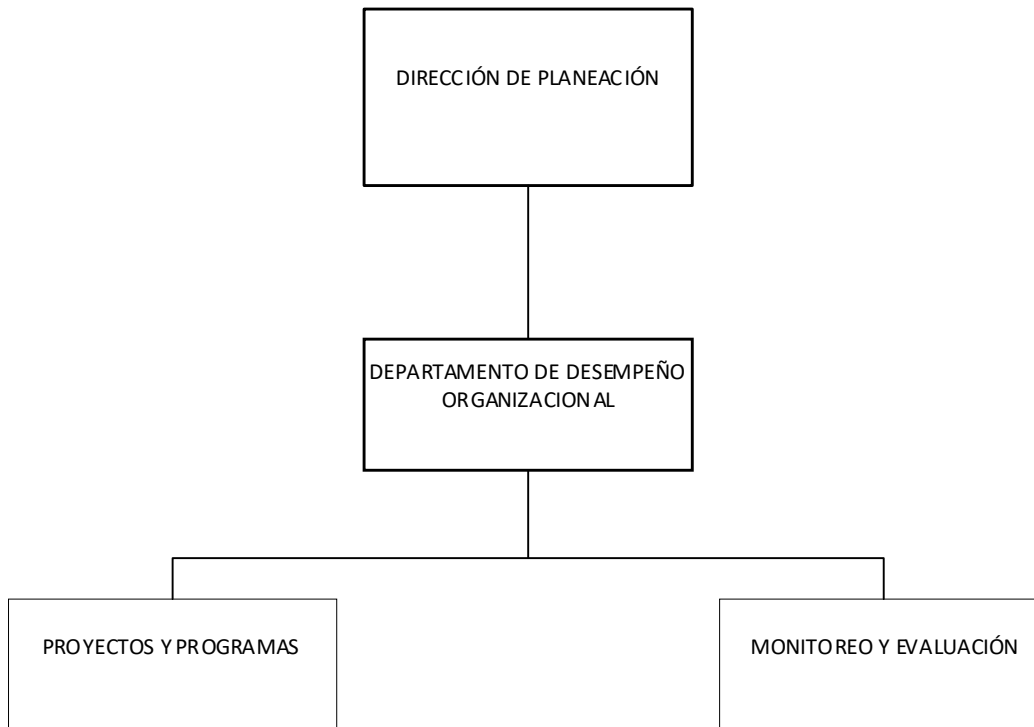 DIRECCIÓN DE PLANEACIÓN
DEPARTAMENTO DE DESEMPEÑO
ORGANIZACIONAL
PROYECTOS Y PROGRAMAS
MONITOREO Y EVALUACIÓN